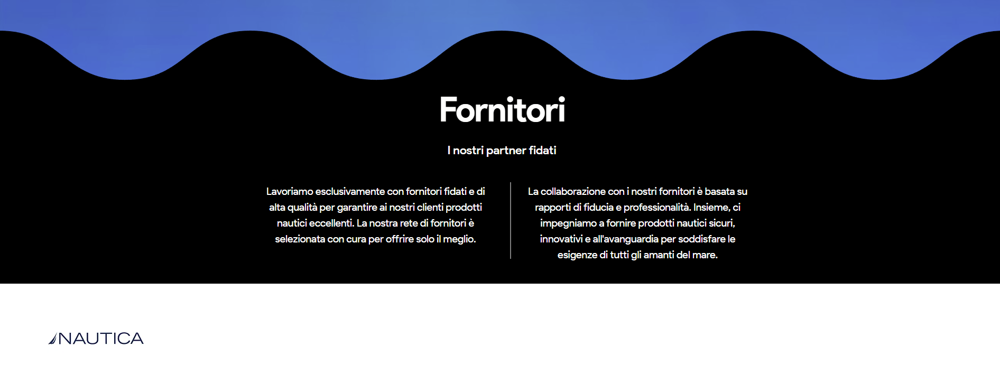 Fornitori
I nostri partner fidati
Lavoriamo esclusivamente con fornitori fidati e di
alta qualità per garantire ai nostri clienti prodotti
nautici eccellenti. La nostra rete di fornitori è
selezionata con cura per offrire solo il meglio.
La collaborazione con i nostri fornitori è basata su
rapporti di fiducia e professionalità. Insieme, ci
impegniamo a fornire prodotti nautici sicuri,
innovativi e all'avanguardia per soddisfare le
esigenze di tutti gli amanti del mare.
NAUTICA